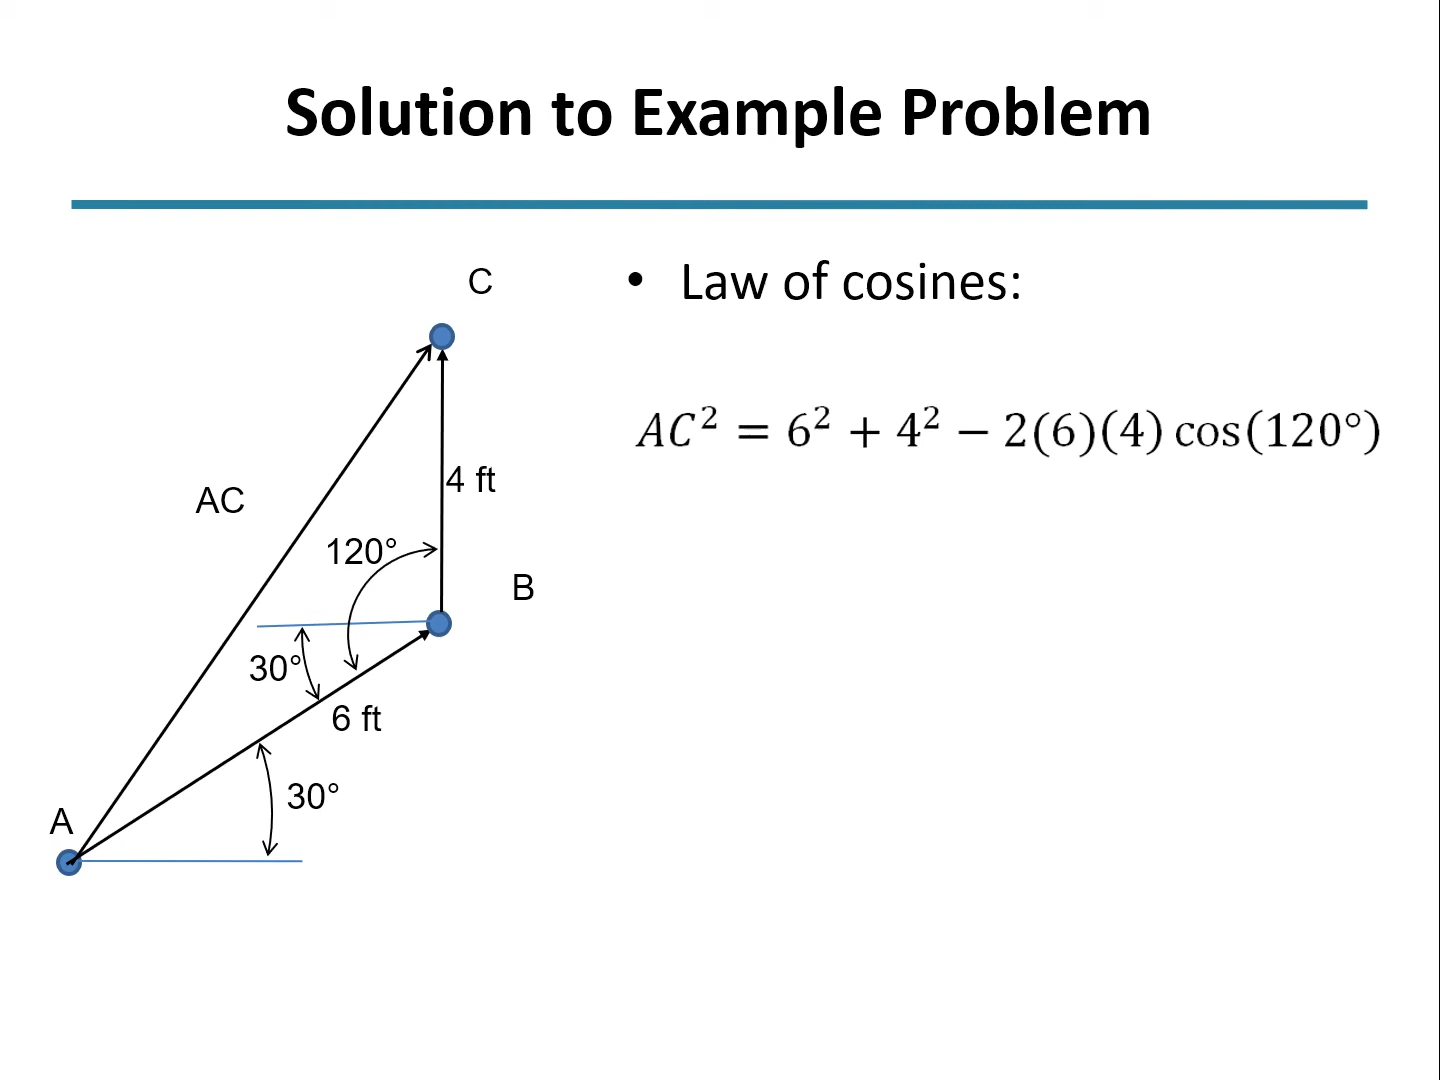 Solution to Example Problem
C
• Law of cosines:
AC² = 6² + 4² − 2(6)(4) cos(120°)
4 ft
AC
120°
B
30°
6 ft
30°
A